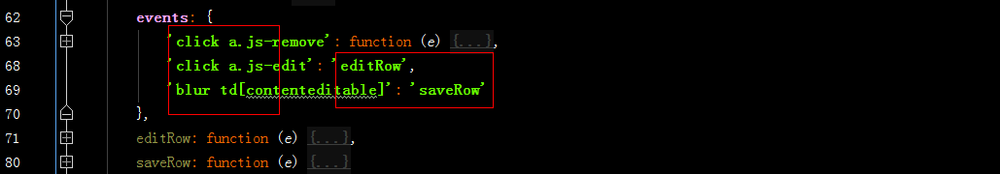 62 events: {
63 'click a.js-remove': function (e) {...},
68 'click a.js-edit': 'editRow',
69 'blur td[contenteditable]': 'saveRow'
70 },
71 editRow: function (e) {...},
80 saveRow: function (e) {...}